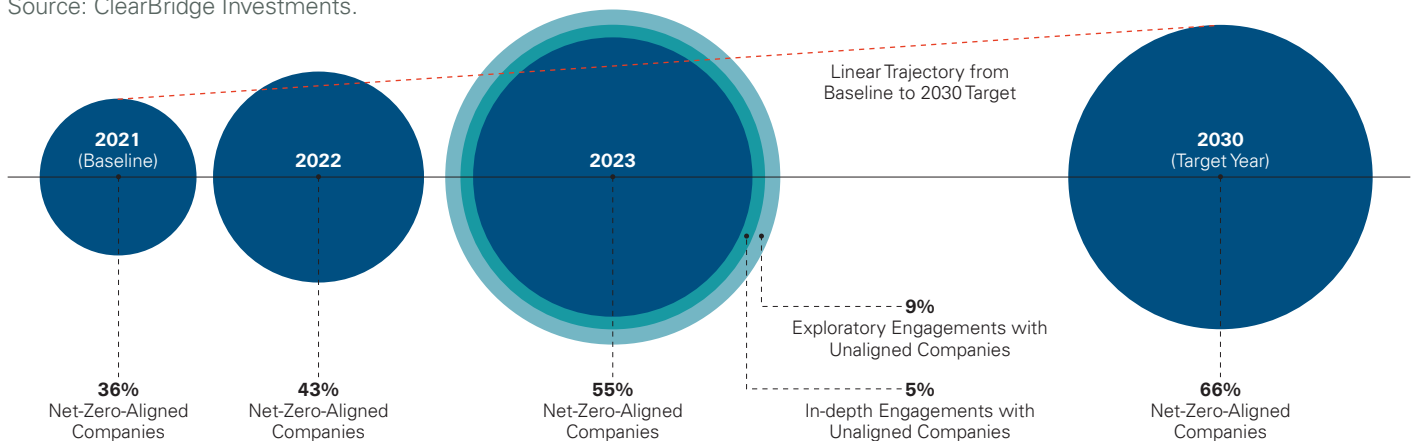 Source: ClearBridge Investments.
Linear Trajectory from
Baseline to 2030 Target
2021
(Baseline)
2022
2023
2030
(Target Year)
9%
Exploratory Engagements with
Unaligned Companies
36%
Net-Zero-Aligned
Companies
43%
Net-Zero-Aligned
Companies
55%
Net-Zero-Aligned
Companies
5%
In-depth Engagements with
Unaligned Companies
66%
Net-Zero-Aligned
Companies